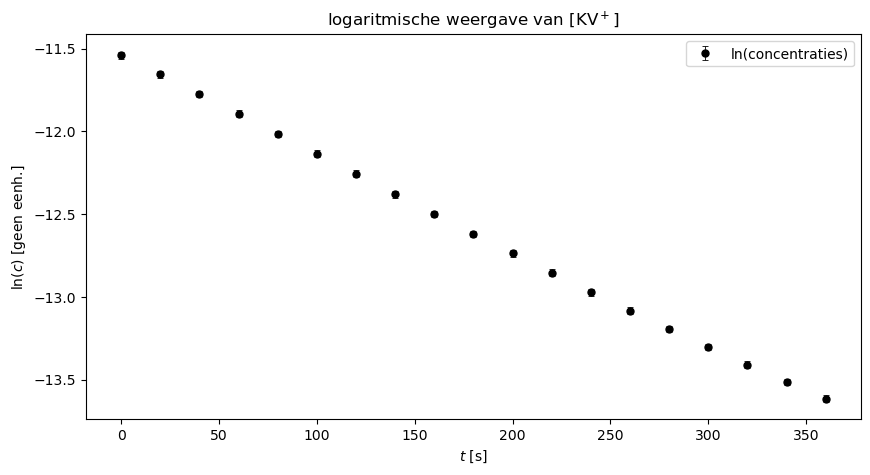 logaritmische weergave van [KV⁺]
ln(concentraties)
−11.5
−12.0
−12.5
−13.0
−13.5
ln(c) [geen eenh.]
0 50 100 150 200 250 300 350
t [s]